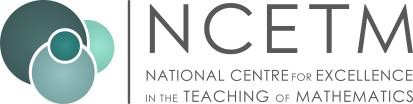 NCETM
NATIONAL CENTRE FOR EXCELLENCE
IN THE TEACHING OF MATHEMATICS